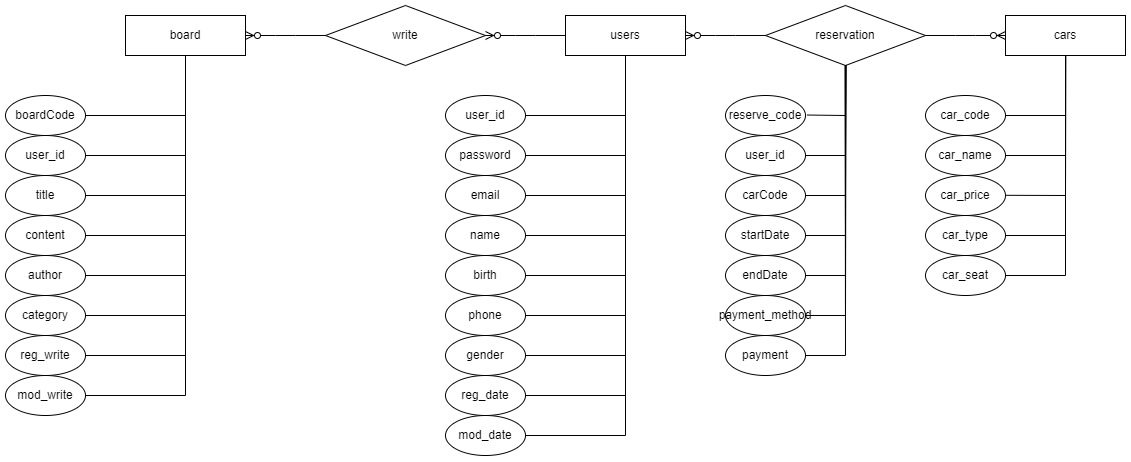 board
write
users
reservation
cars
boardCode
user_id
title
content
author
category
reg_write
mod_write
user_id
password
email
name
birth
phone
gender
reg_date
mod_date
reserve_code
user_id
carCode
startDate
endDate
payment_method
payment
car_code
car_name
car_price
car_type
car_seat